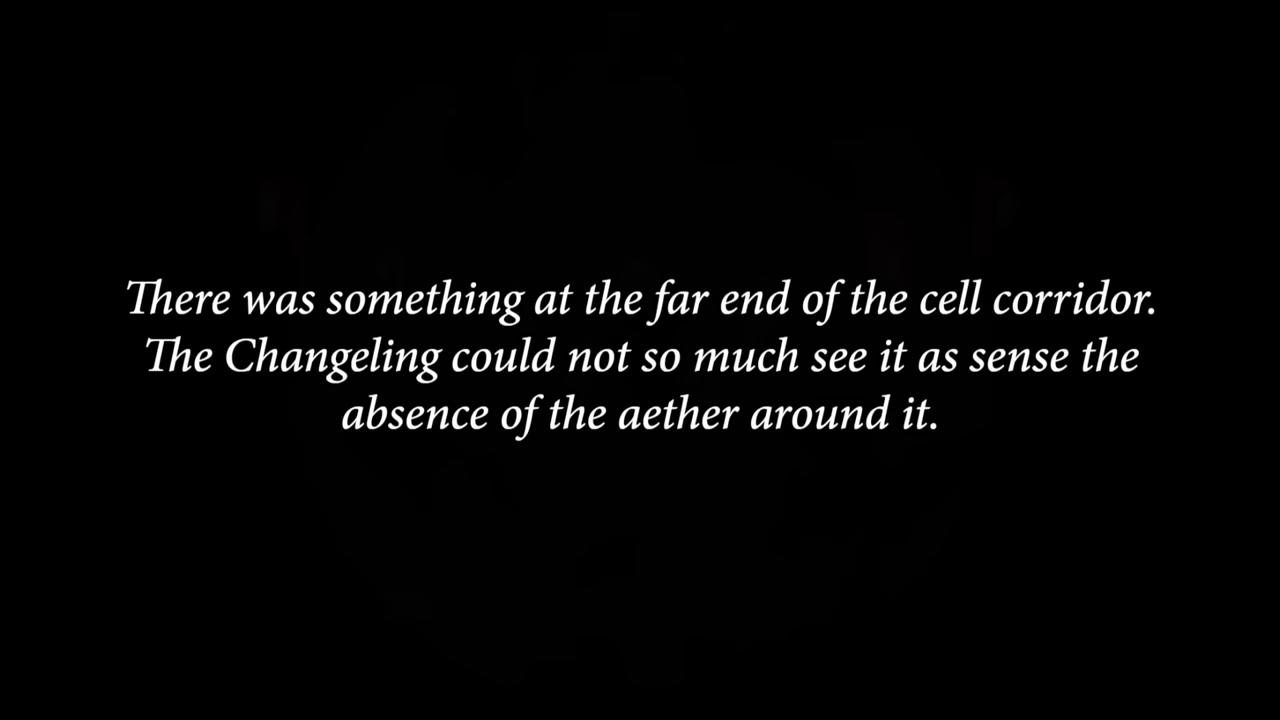 There was something at the far end of the cell corridor.
The Changeling could not so much see it as sense the
absence of the aether around it.